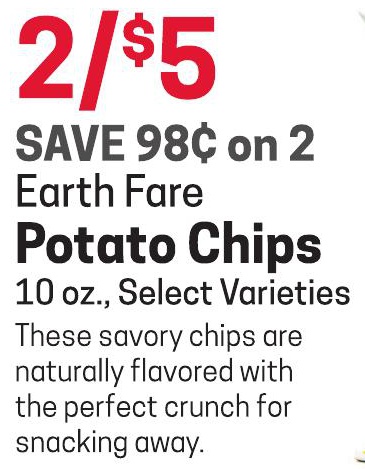 2/$5
SAVE 98¢ on 2
Earth Fare
Potato Chips
10 oz., Select Varieties
These savory chips are
naturally flavored with
the perfect crunch for
snacking away.